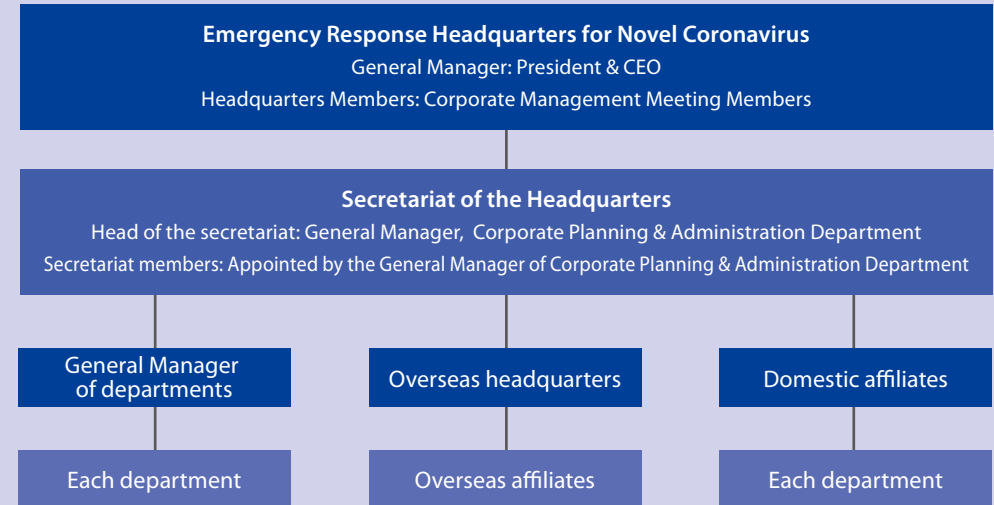 Emergency Response Headquarters for Novel Coronavirus
General Manager: President & CEO
Headquarters Members: Corporate Management Meeting Members
Secretariat of the Headquarters
Head of the secretariat: General Manager, Corporate Planning & Administration Department
Secretariat members: Appointed by the General Manager of Corporate Planning & Administration Department
General Manager
of departments
Overseas headquarters
Domestic affiliates
Each department
Overseas affiliates
Each department